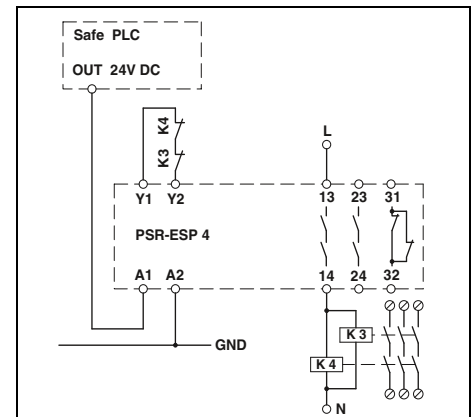 Safe PLC
OUT 24V DC
K4
K3
L
Y1 Y2 13 23 31
PSR-ESP 4
A1 A2 14 24 32
GND
K 3
K 4
N